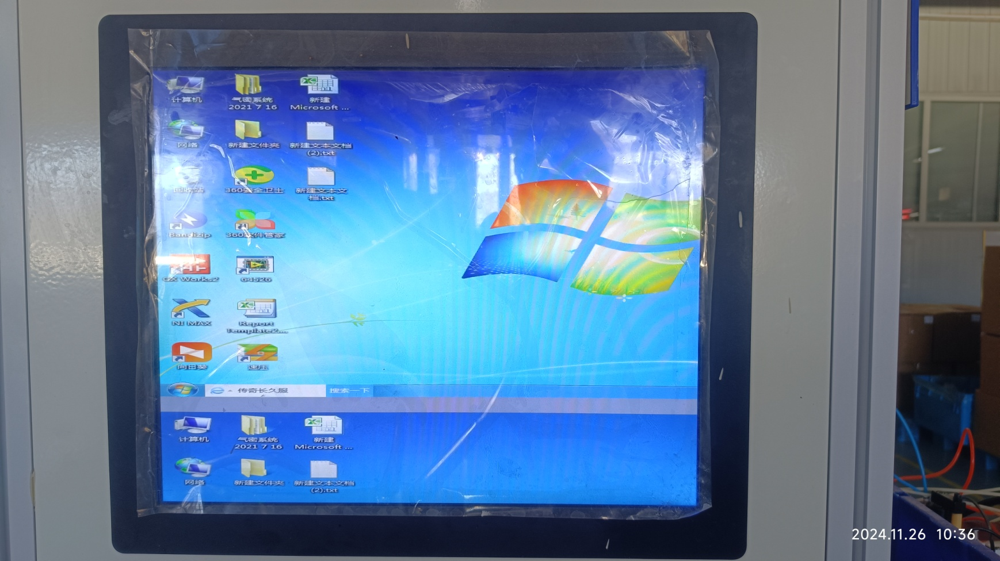 计算机
气密系统
2021 7 16
新建
Microsoft ...
网络
新建文件夹
新建文本文档
(2).txt
回收站
360安全卫士
新建文本文
档.txt
Bandizip
360软件管家
GX Works2
64526
NI MAX
Report
Template2....
向日葵
速压
传奇长久服
搜索一下
计算机
气密系统
2021 7 16
新建
Microsoft ...
网络
新建文件夹
新建文本文档
(2).txt
2024.11.26 10:36